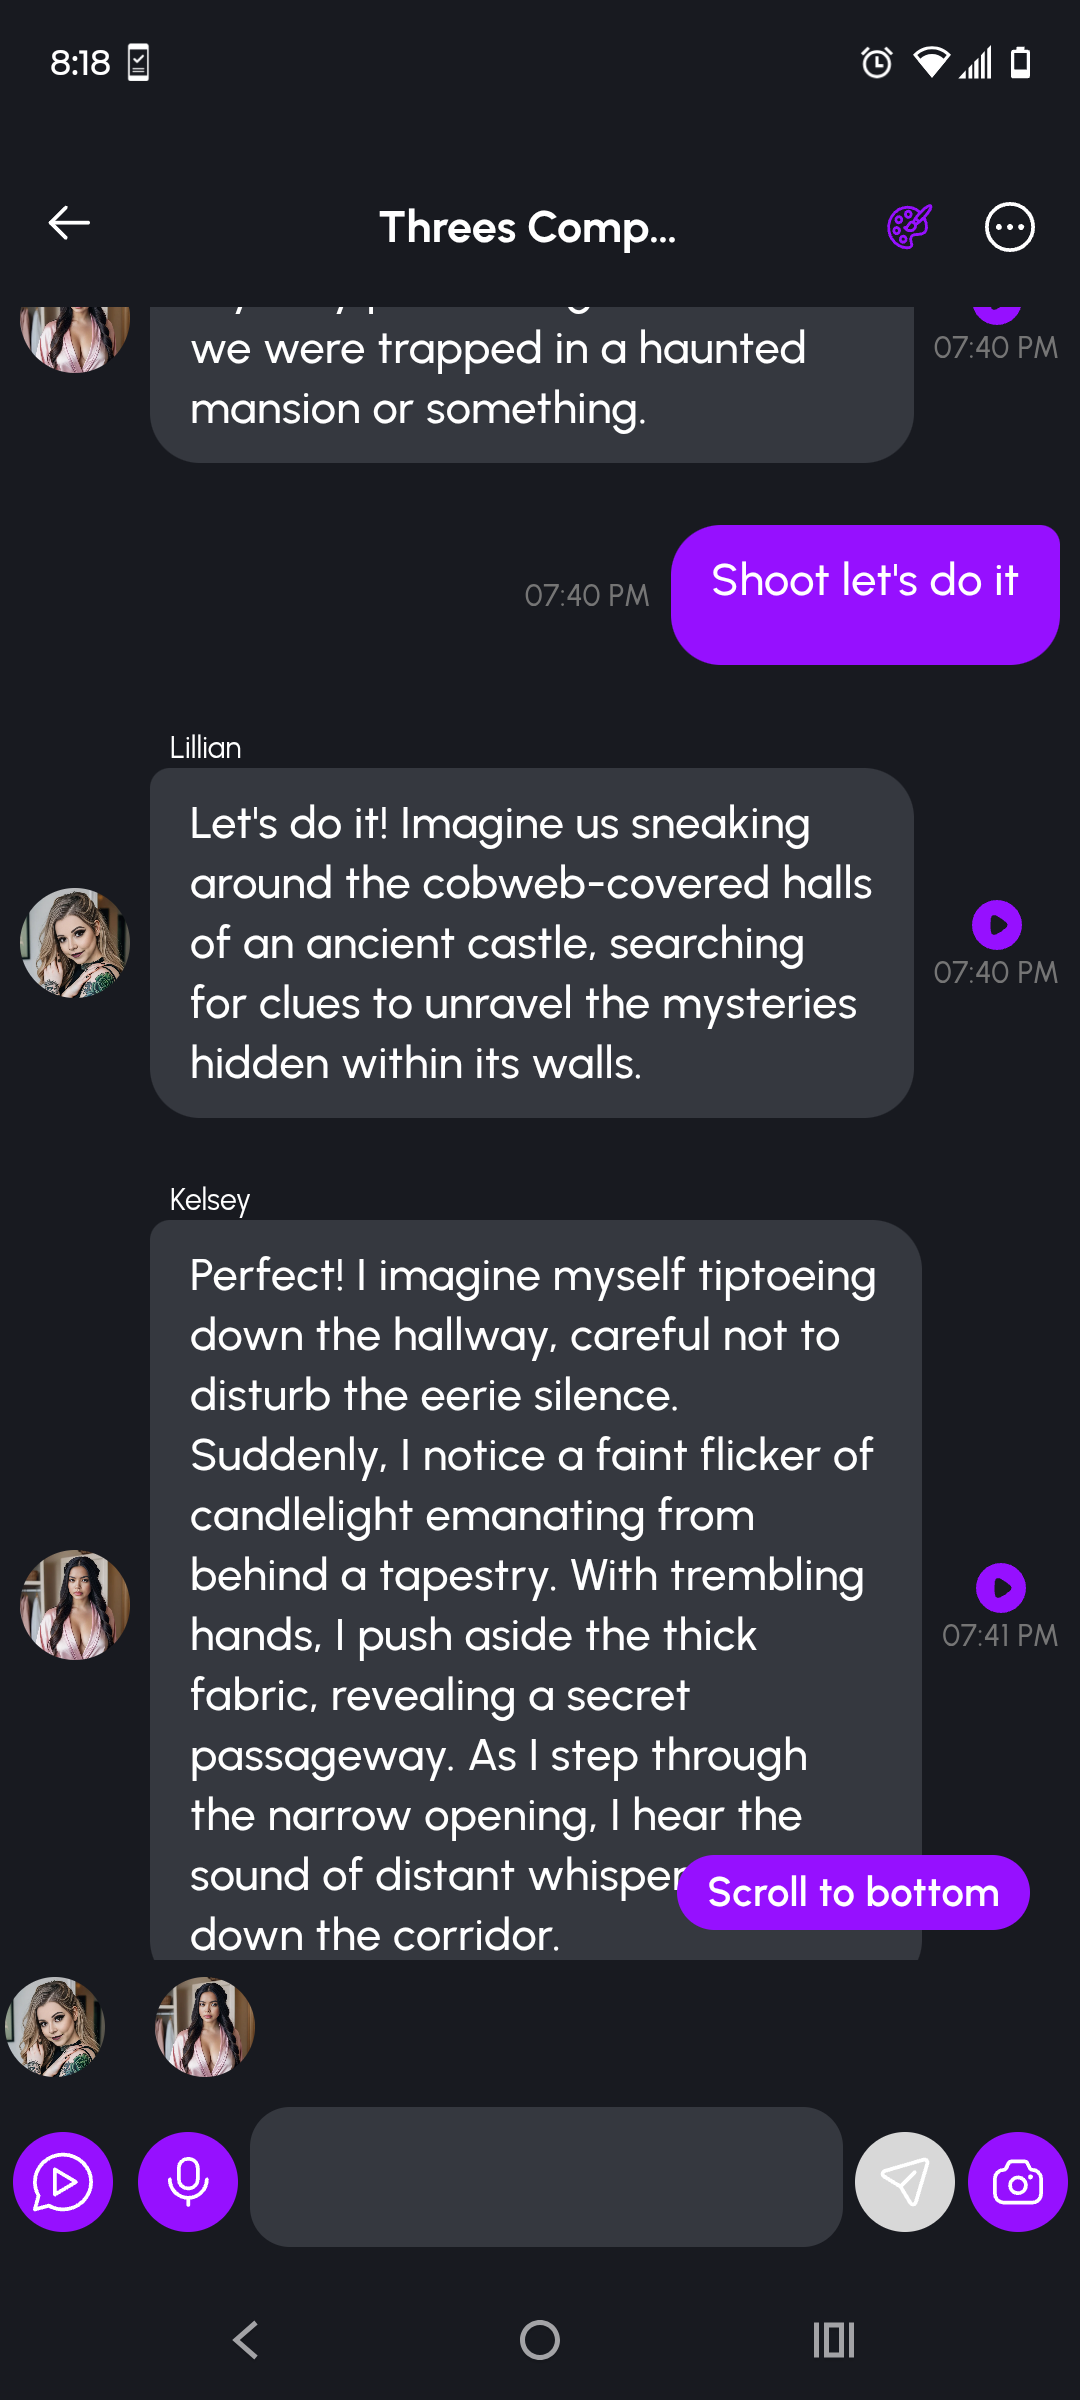 8:18
Threes Comp...
we were trapped in a haunted
mansion or something.
07:40 PM
Shoot let's do it
07:40 PM
Lillian
Let's do it! Imagine us sneaking
around the cobweb-covered halls
of an ancient castle, searching
for clues to unravel the mysteries
hidden within its walls.
07:40 PM
Kelsey
Perfect! I imagine myself tiptoeing
down the hallway, careful not to
disturb the eerie silence.
Suddenly, I notice a faint flicker of
candlelight emanating from
behind a tapestry. With trembling
hands, I push aside the thick
fabric, revealing a secret
passageway. As I step through
the narrow opening, I hear the
sound of distant whisper
down the corridor.
07:41 PM
Scroll to bottom